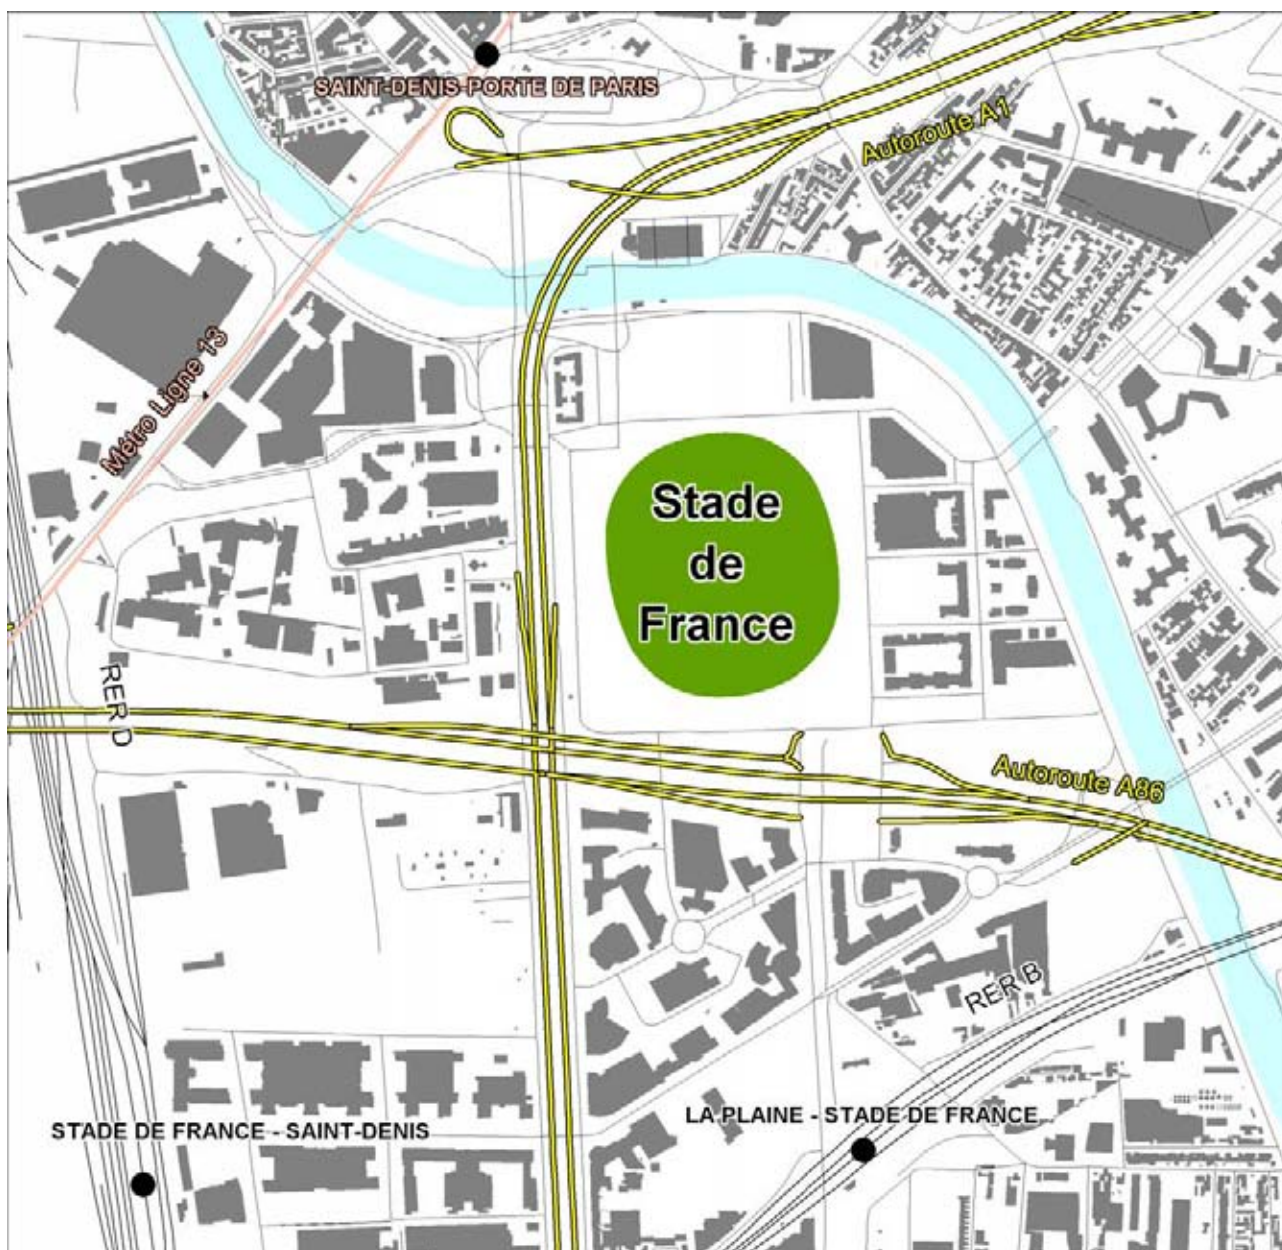 SAINT-DENIS-PORTE DE PARIS
Autoroute A1
Métro Ligne 13
Stade
de
France
RER D
Autoroute A86
RER B
LA PLAINE - STADE DE FRANCE
STADE DE FRANCE - SAINT-DENIS